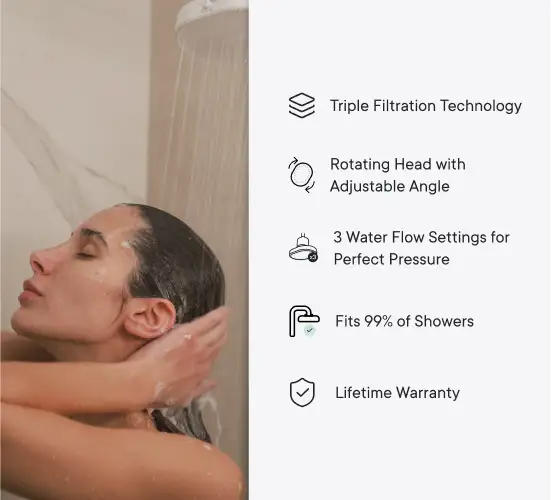 Triple Filtration Technology
Rotating Head with
Adjustable Angle
3 Water Flow Settings for
Perfect Pressure
x3
Fits 99% of Showers
Lifetime Warranty